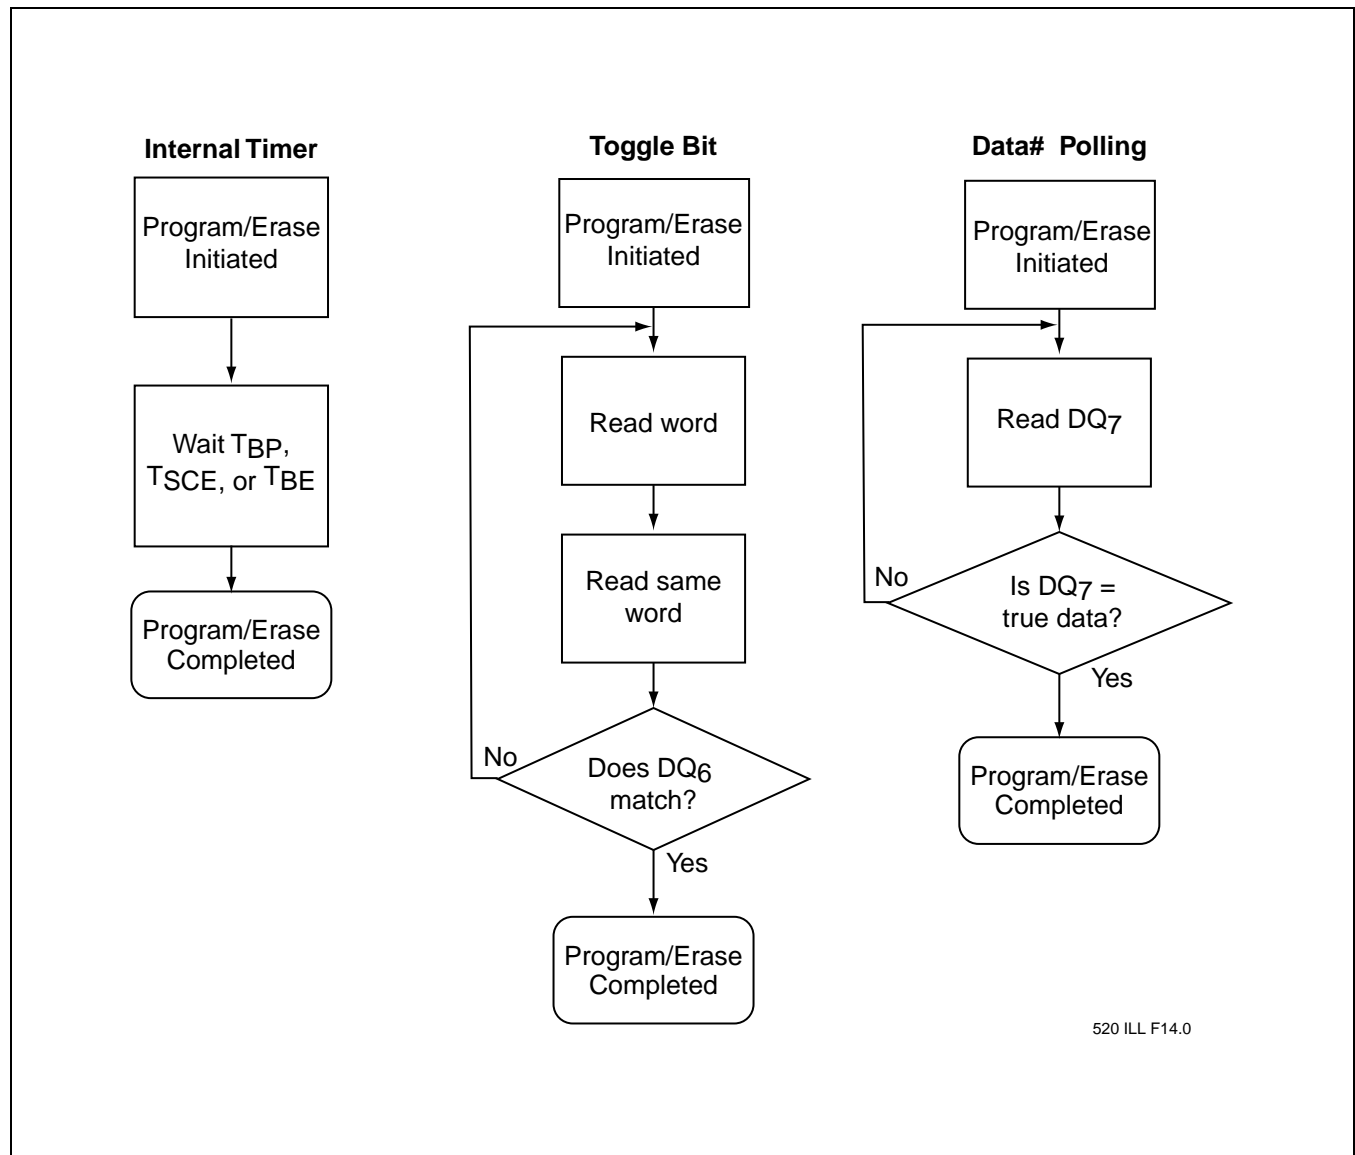 Internal Timer
Program/Erase
Initiated
Wait TBP,
TSCE, or TBE
Program/Erase
Completed
Toggle Bit
Program/Erase
Initiated
Read word
Read same
word
No
Does DQ6
match?
Yes
Program/Erase
Completed
Data# Polling
Program/Erase
Initiated
Read DQ7
No
Is DQ7 =
true data?
Yes
Program/Erase
Completed
520 ILL F14.0